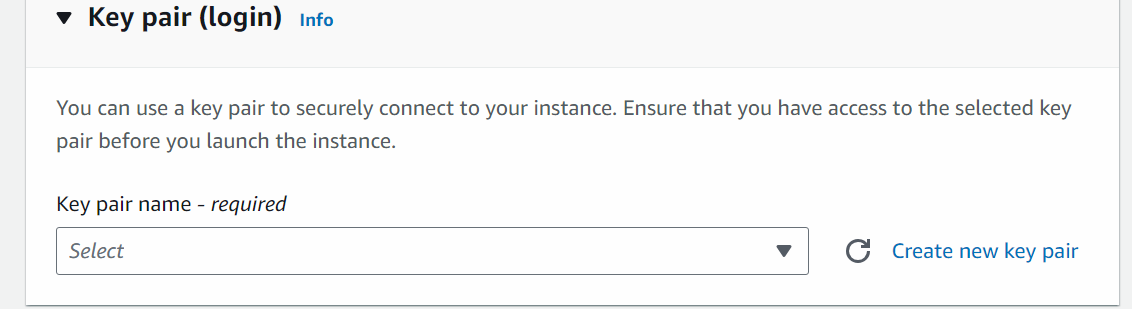 Key pair (login) Info
You can use a key pair to securely connect to your instance. Ensure that you have access to the selected key
pair before you launch the instance.
Key pair name - required
Select
Create new key pair